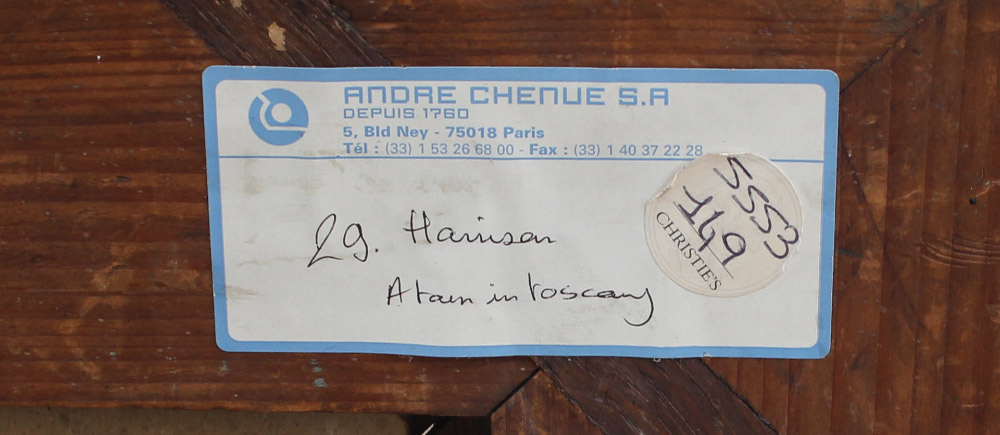 ANDRE CHENUE S.A
DEPUIS 1760
5, Bld Ney - 75018 Paris
Tél : (33) 1 53 26 68 00 - Fax : (33) 1 40 37 22 28
29. Harrison
A town in Toscany
5553
149
CHRISTIE'S